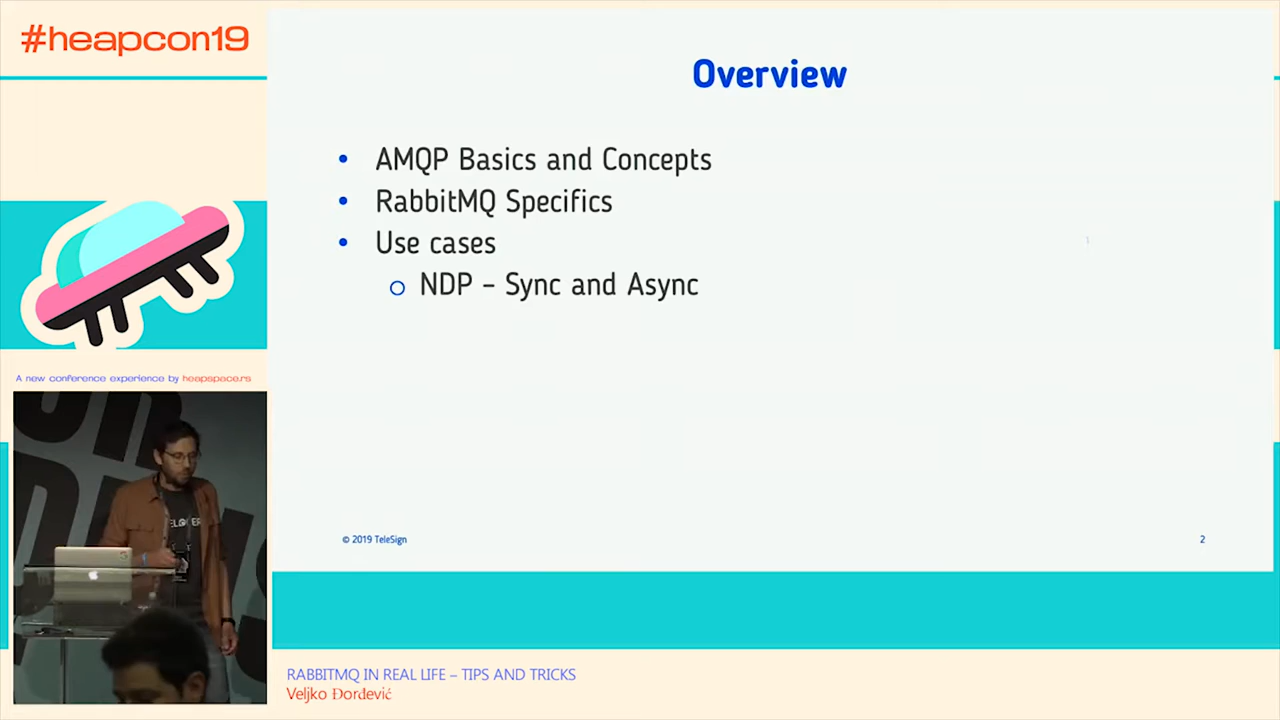 #heapcon19
Overview
• AMQP Basics and Concepts
• RabbitMQ Specifics
• Use cases
○ NDP – Sync and Async
© 2019 TeleSign
2
A new conference experience by heapspace.rs
RABBITMQ IN REAL LIFE – TIPS AND TRICKS
Veljko Đorđević